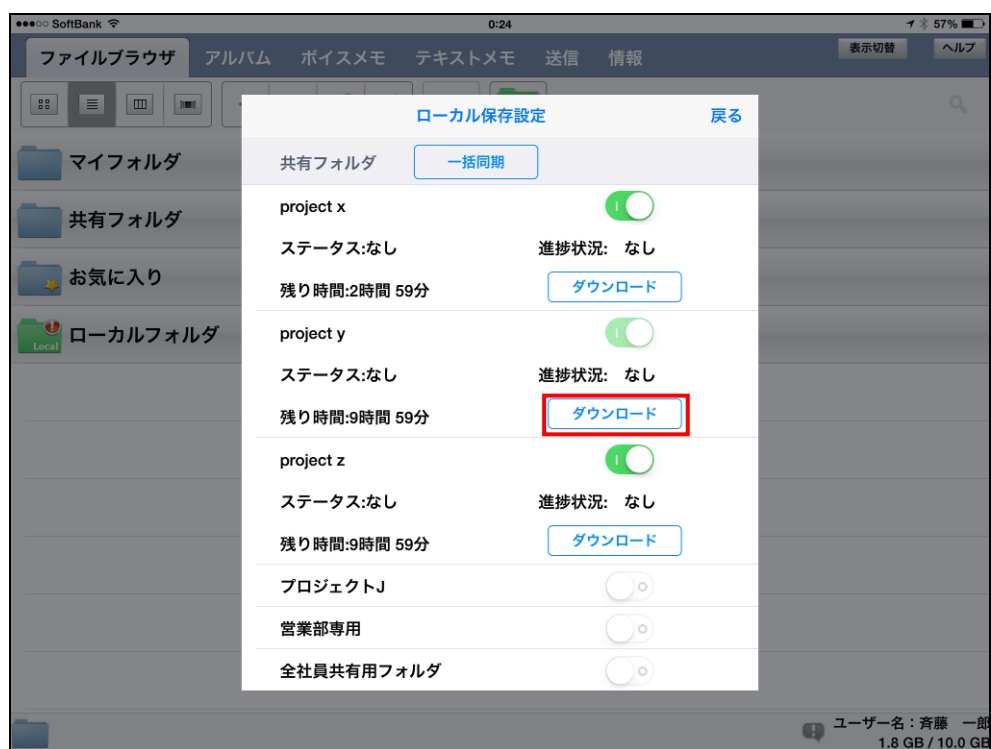 SoftBank 0:24 57%
ファイルブラウザ アルバム ボイスメモ テキストメモ 送信 情報 表示切替 ヘルプ
ローカル保存設定 戻る
マイフォルダ
共有フォルダ
お気に入り
Local ローカルフォルダ
共有フォルダ 一括同期
project x
ステータス:なし 進捗状況: なし
残り時間:2時間 59分 ダウンロード
project y
ステータス:なし 進捗状況: なし
残り時間:9時間 59分 ダウンロード
project z
ステータス:なし 進捗状況: なし
残り時間:9時間 59分 ダウンロード
プロジェクトJ
営業部専用
全社員共有用フォルダ
ユーザー名：斉藤　一郎
1.8 GB / 10.0 GB